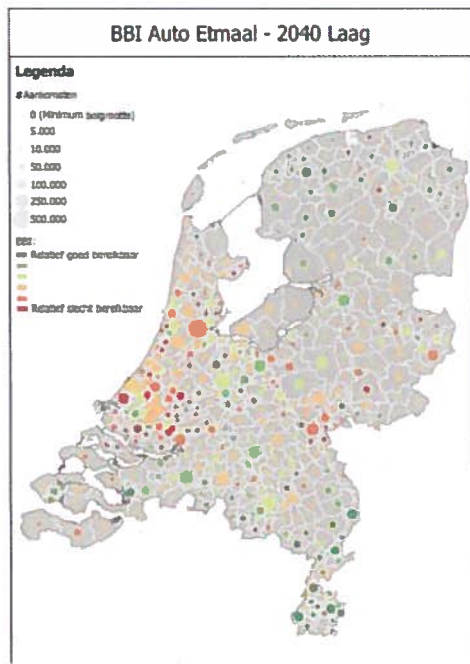 BBI Auto Etmaal - 2040 Laag
Legenda
# Aankomsten
0 (Minimum
5.000
10.000
50.000
100.000
250.000
500.000
BBI:
Relatief goed bereikbaar
Relatief slecht bereikbaar